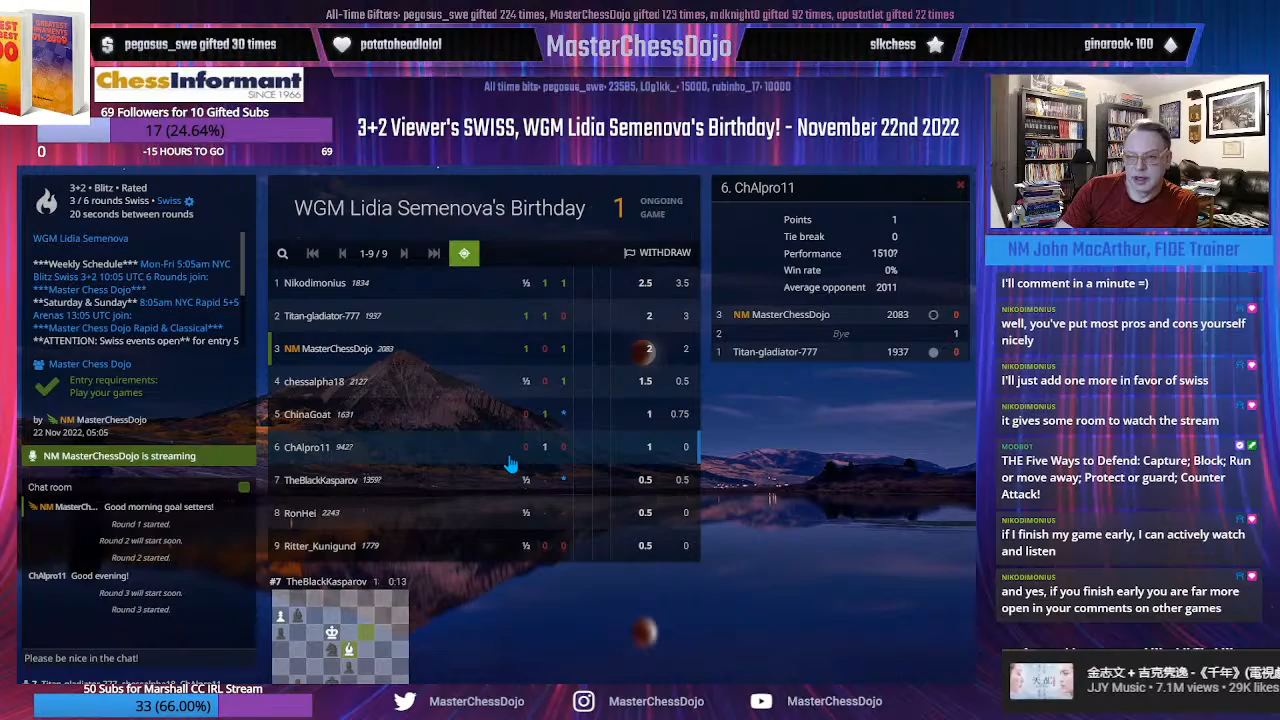 All-Time Gifters: pegasus_swe gifted 224 times, MasterChessDojo gifted 123 times, mdknight0 gifted 92 times, apostatlet gifted 22 times
$ pegasus_swe gifted 30 times
potatoheadlolol
MasterChessDojo
slkchess
ginarook: 100
All time bits: pegasus_swe: 23585, L0g1kk_: 15000, rubinho_17: 10000
ChessInformant
SINCE 1966
69 Followers for 10 Gifted Subs
17 (24.64%)
0
-15 HOURS TO GO
69
3+2 Viewer's SWISS, WGM Lidia Semenova's Birthday! - November 22nd 2022
3+2 • Blitz • Rated
3 / 6 rounds Swiss • Swiss
20 seconds between rounds
WGM Lidia Semenova
**Weekly Schedule*** Mon-Fri 5:05am NYC
Blitz Swiss 3+2 10:05 UTC 6 Rounds join:
***Master Chess Dojo***
**Saturday & Sunday** 8:05am NYC Rapid 5+5
Arenas 13:05 UTC join:
***Master Chess Dojo Rapid & Classical***
**ATTENTION: Swiss events open** for entry 5
Master Chess Dojo
Entry requirements:
Play your games
by NM MasterChessDojo
22 Nov 2022, 05:05
NM MasterChessDojo is streaming
Chat room
NM MasterCh... Good morning goal setters!
Round 1 started.
Round 2 will start soon.
Round 2 started.
ChAlpro11 Good evening!
Round 3 will start soon.
Round 3 started.
Please be nice in the chat!
WGM Lidia Semenova's Birthday
1 ONGOING GAME
1-9 / 9
WITHDRAW
1 Nikodimonius 1834 ½ 1 1 2.5 3.5
2 Titan-gladiator-777 1937 1 1 0 2 3
3 NM MasterChessDojo 2083 1 0 1 2 2
4 chessalpha18 2127 ½ 0 1 1.5 0.5
5 ChinaGoat 1631 0 1 * 1 0.75
6 ChAlpro11 942? 0 1 0 1 0
7 TheBlackKasparov 1359? ½ - * 0.5 0.5
8 RonHei 2243 ½ - - 0.5 0
9 Ritter_Kunigund 1779 ½ 0 0 0.5 0
#7 TheBlackKasparov 0:13
6. ChAlpro11
Points 1
Tie break 0
Performance 1510?
Win rate 0%
Average opponent 2011
3 NM MasterChessDojo 2083 0
2 Bye 1
1 Titan-gladiator-777 1937 0
NM John MacArthur, FIDE Trainer
I'll comment in a minute =)
NIKODIMONIUS
well, you've put most pros and cons yourself
nicely
NIKODIMONIUS
I'll just add one more in favor of swiss
NIKODIMONIUS
it gives some room to watch the stream
MOOBOT
THE Five Ways to Defend: Capture; Block; Run
or move away; Protect or guard; Counter
Attack!
NIKODIMONIUS
if I finish my game early, I can actively watch
and listen
NIKODIMONIUS
and yes, if you finish early you are far more
open in your comments on other games
50 Subs for Marshall CC IRL Stream
33 (66.00%)
MasterChessDojo
MasterChessDojo
MasterChessDojo
JJY Music • 7.1M views • 29K likes